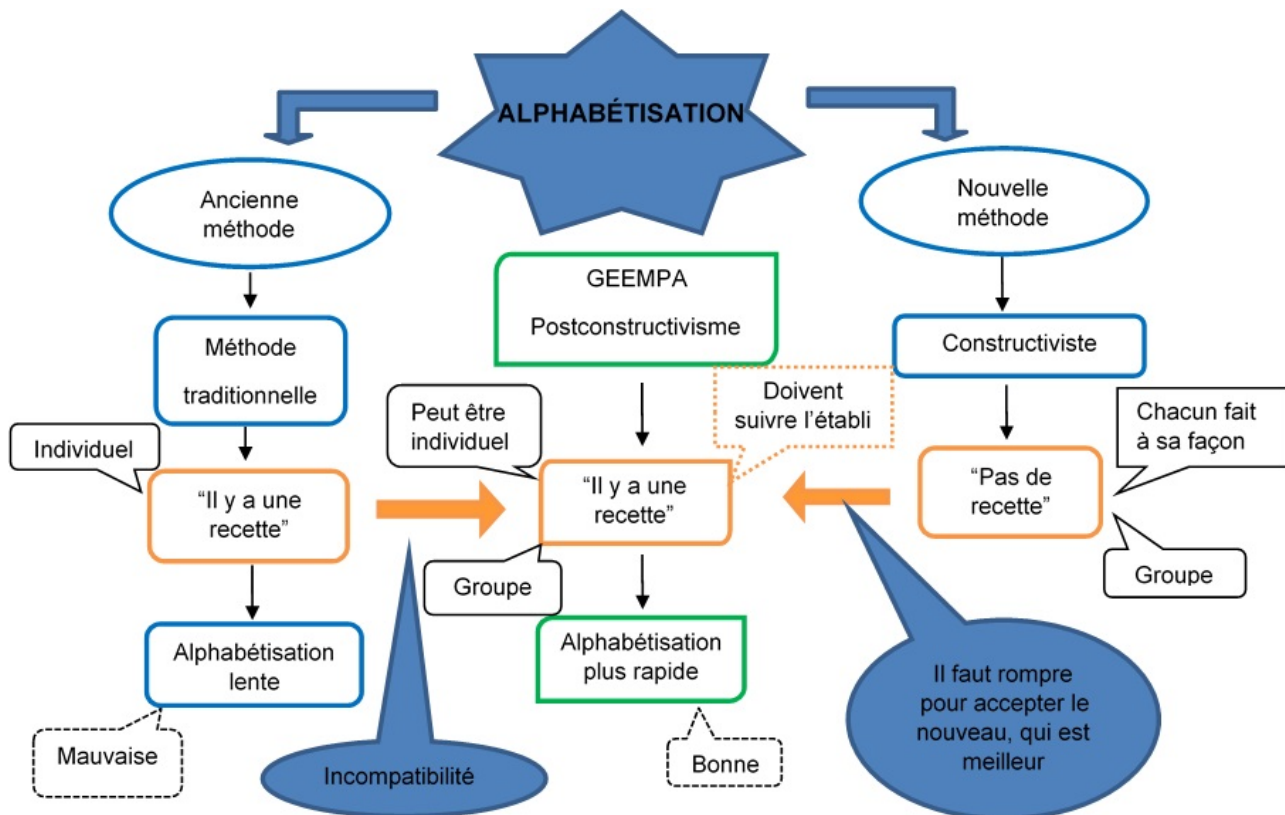 ALPHABÉTISATION
Ancienne
méthode
Nouvelle
méthode
GEEMPA
Postconstructivisme
Méthode
traditionnelle
Constructiviste
Individuel
Peut être
individuel
Doivent
suivre l’établi
Chacun fait
à sa façon
“Il y a une
recette”
“Il y a une
recette”
“Pas de
recette”
Groupe
Groupe
Alphabétisation
lente
Alphabétisation
plus rapide
Il faut rompre
pour accepter le
nouveau, qui est
meilleur
Mauvaise
Incompatibilité
Bonne